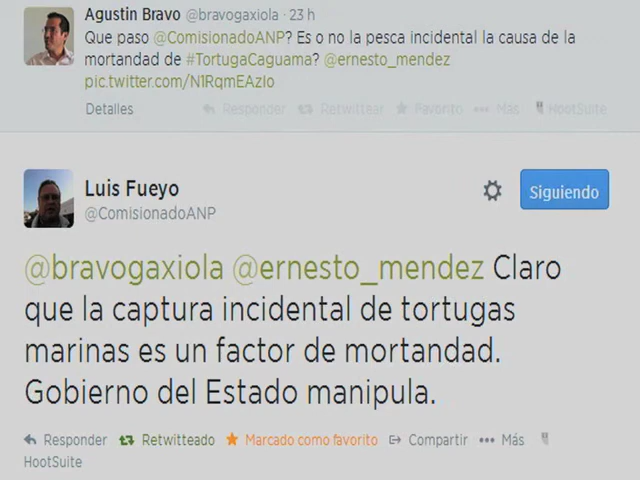 Agustin Bravo @bravogaxiola · 23 h
Que paso @ComisionadoANP? Es o no la pesca incidental la causa de la
mortandad de #TortugaCaguama? @ernesto_mendez
pic.twitter.com/N1RqmEAzIo
Detalles Responder Retwittear Favorito Más HootSuite
Luis Fueyo
@ComisionadoANP
Siguiendo
@bravogaxiola @ernesto_mendez Claro
que la captura incidental de tortugas
marinas es un factor de mortandad.
Gobierno del Estado manipula.
Responder Retwitteado Marcado como favorito Compartir Más
HootSuite